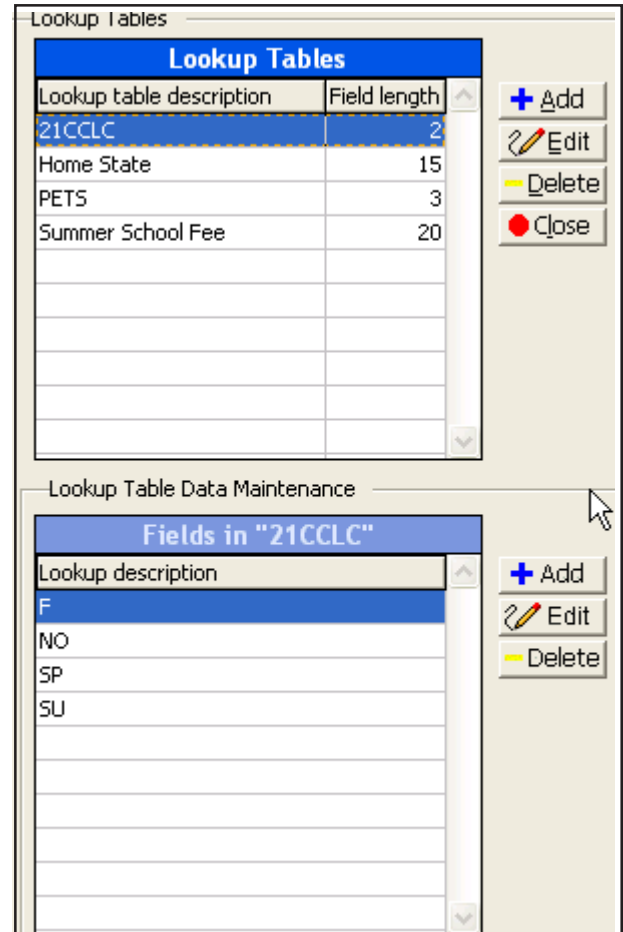 Lookup Tables
Lookup Tables
Lookup table description Field length
21CCLC 2
Home State 15
PETS 3
Summer School Fee 20
Add
Edit
Delete
Close
Lookup Table Data Maintenance
Fields in "21CCLC"
Lookup description
F
NO
SP
SU
Add
Edit
Delete